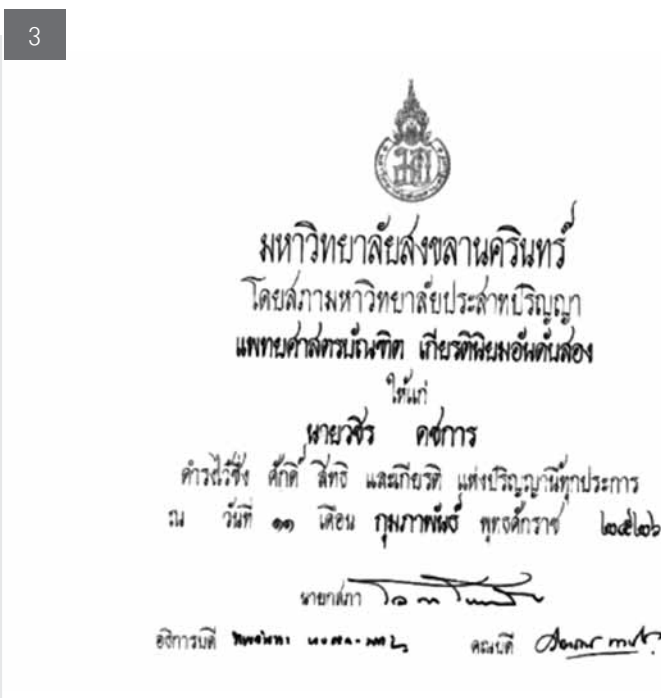 3
มหาวิทยาลัยสงขลานครินทร์
โดยสภามหาวิทยาลัยประสาทปริญญา
แพทยศาสตรบัณฑิต เกียรตินิยมอันดับสอง
ให้แก่
นายวชิร คชการ
ดำรงไว้ซึ่ง ศักดิ์ สิทธิ และเกียรติ แห่งปริญญานี้ทุกประการ
ณ วันที่ ๑๑ เดือน กุมภาพันธ์ พุทธศักราช ๒๕๒๖
นายกสภา
อธิการบดี คณบดี